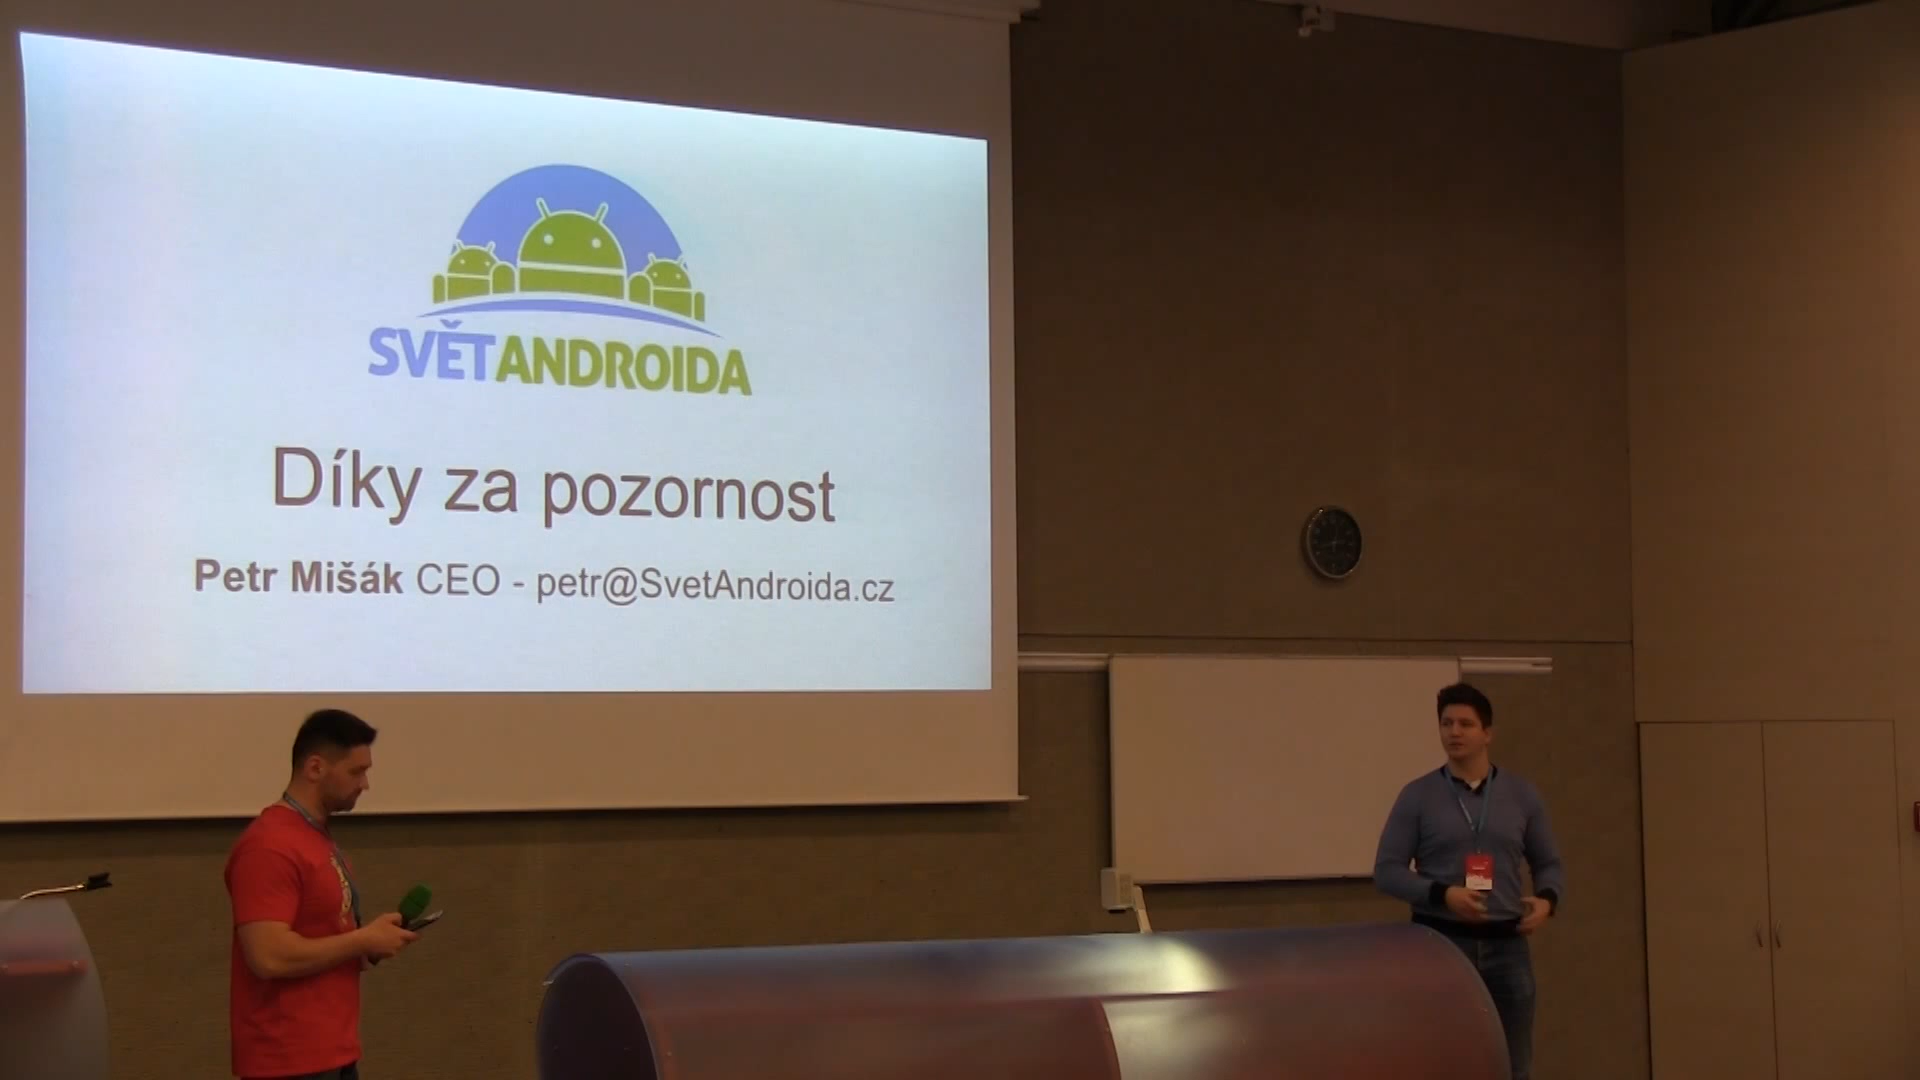 SVĚTANDROIDA
Díky za pozornost
Petr Mišák CEO - petr@SvetAndroida.cz